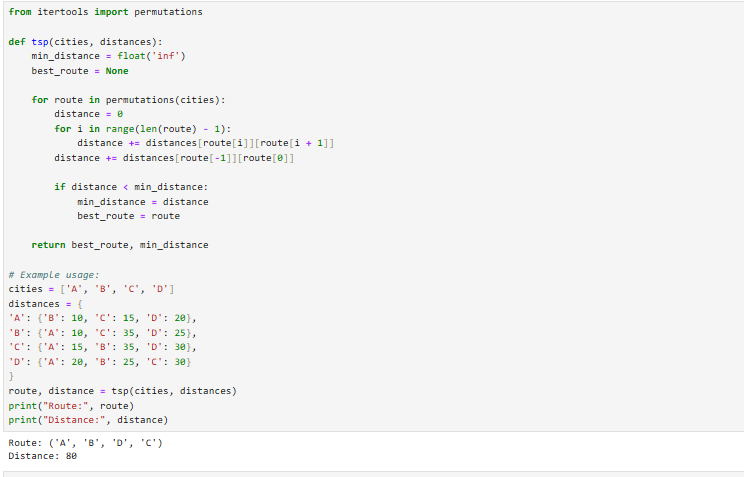 from itertools import permutations
def tsp(cities, distances):
    min_distance = float('inf')
    best_route = None
    for route in permutations(cities):
        distance = 0
        for i in range(len(route) - 1):
            distance += distances[route[i]][route[i + 1]]
        distance += distances[route[-1]][route[0]]
        if distance < min_distance:
            min_distance = distance
            best_route = route
    return best_route, min_distance
# Example usage:
cities = ['A', 'B', 'C', 'D']
distances = {
'A': {'B': 10, 'C': 15, 'D': 20},
'B': {'A': 10, 'C': 35, 'D': 25},
'C': {'A': 15, 'B': 35, 'D': 30},
'D': {'A': 20, 'B': 25, 'C': 30}
}
route, distance = tsp(cities, distances)
print("Route:", route)
print("Distance:", distance)
Route: ('A', 'B', 'D', 'C')
Distance: 80